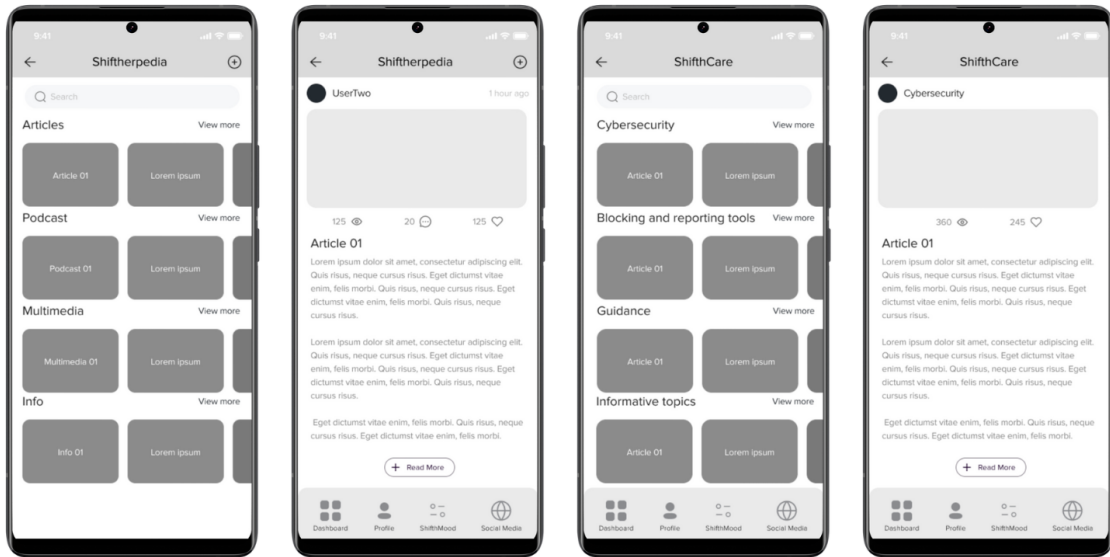 9:41
Shiftherpedia
Search
Articles View more
Article 01 Lorem ipsum
Podcast View more
Podcast 01 Lorem ipsum
Multimedia View more
Multimedia 01 Lorem ipsum
Info View more
Info 01 Lorem ipsum
9:41
Shiftherpedia
UserTwo 1 hour ago
125 20 125
Article 01
Lorem ipsum dolor sit amet, consectetur adipiscing elit.
Quis risus, neque cursus risus. Eget dictumst vitae
enim, felis morbi. Quis risus, neque cursus risus. Eget
dictumst vitae enim, felis morbi. Quis risus, neque
cursus risus.
Lorem ipsum dolor sit amet, consectetur adipiscing elit.
Quis risus, neque cursus risus. Eget dictumst vitae
enim, felis morbi. Quis risus, neque cursus risus. Eget
dictumst vitae enim, felis morbi. Quis risus, neque
cursus risus.
Eget dictumst vitae enim, felis morbi. Quis risus, neque
cursus risus. Eget dictumst vitae enim, felis morbi.
+ Read More
Dashboard Profile ShifthMood Social Media
9:41
ShifthCare
Search
Cybersecurity View more
Article 01 Lorem ipsum
Blocking and reporting tools View more
Article 01 Lorem ipsum
Guidance View more
Article 01 Lorem ipsum
Informative topics View more
Article 01 Lorem ipsum
Dashboard Profile ShifthMood Social Media
9:41
ShifthCare
Cybersecurity
360 245
Article 01
Lorem ipsum dolor sit amet, consectetur adipiscing elit.
Quis risus, neque cursus risus. Eget dictumst vitae
enim, felis morbi. Quis risus, neque cursus risus. Eget
dictumst vitae enim, felis morbi. Quis risus, neque
cursus risus.
Lorem ipsum dolor sit amet, consectetur adipiscing elit.
Quis risus, neque cursus risus. Eget dictumst vitae
enim, felis morbi. Quis risus, neque cursus risus. Eget
dictumst vitae enim, felis morbi. Quis risus, neque
cursus risus.
Eget dictumst vitae enim, felis morbi. Quis risus, neque
cursus risus. Eget dictumst vitae enim, felis morbi.
+ Read More
Dashboard Profile ShifthMood Social Media